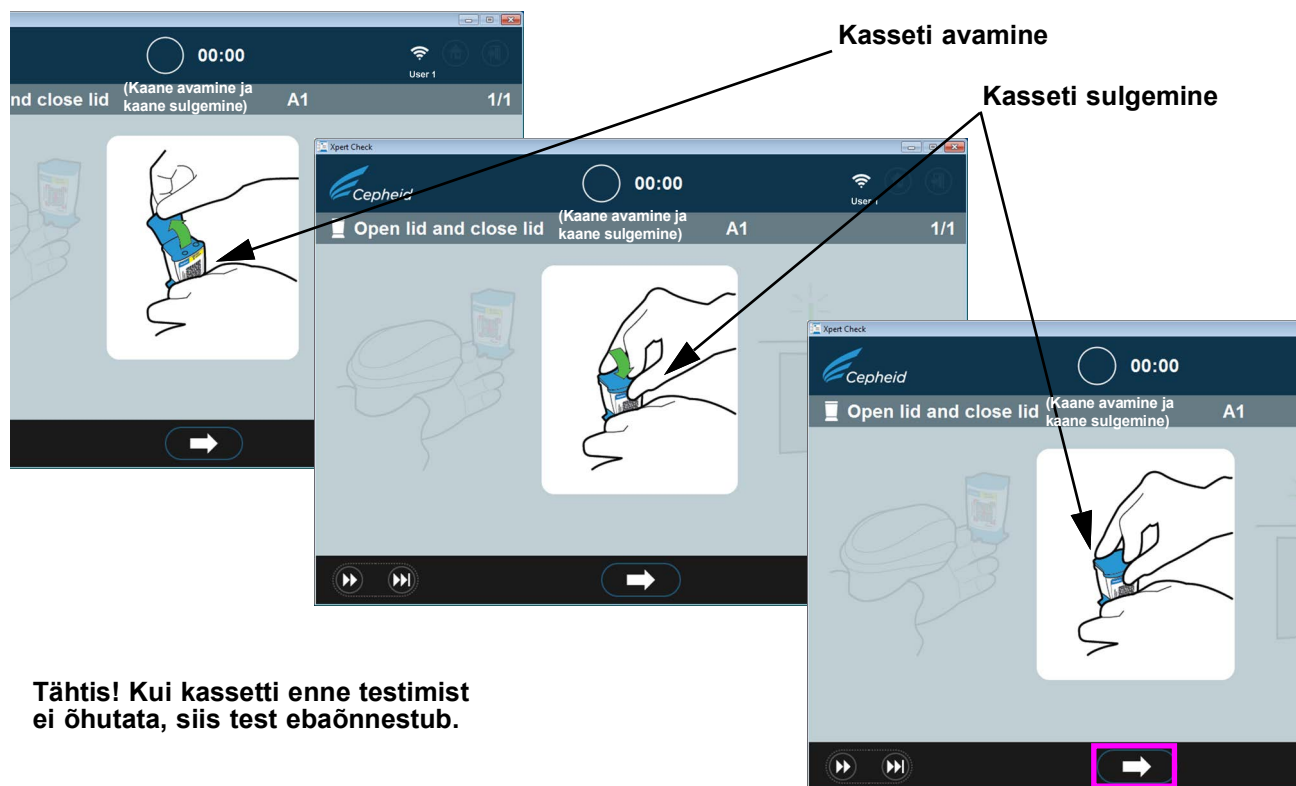 Kasseti avamine
Kasseti sulgemine
00:00
User 1
nd close lid
(Kaane avamine ja
kaane sulgemine)
A1
1/1
Xpert Check
Cepheid
00:00
User 1
Open lid and close lid
(Kaane avamine ja
kaane sulgemine)
A1
1/1
Xpert Check
Cepheid
00:00
Open lid and close lid
(Kaane avamine ja
kaane sulgemine)
A1
Tähtis! Kui kassetti enne testimist
ei õhutata, siis test ebaõnnestub.